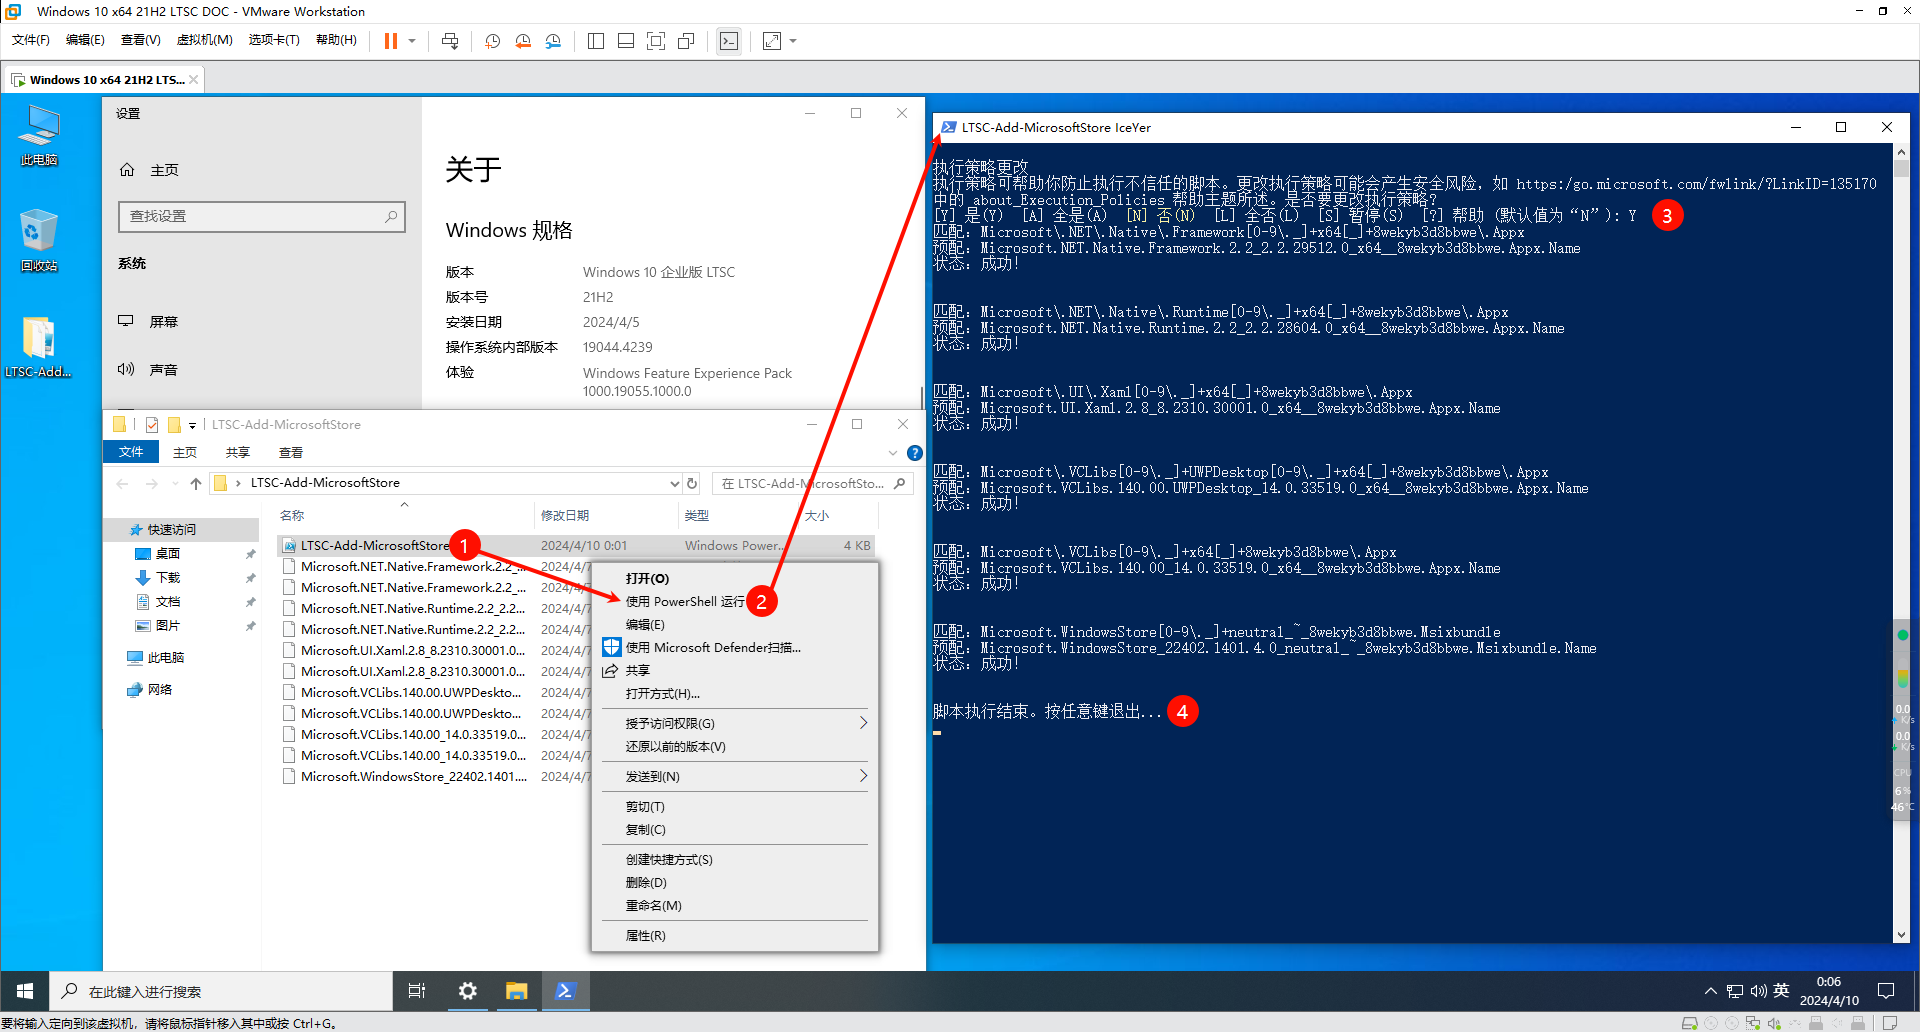 Windows 10 x64 21H2 LTSC DOC - VMware Workstation
文件(F) 编辑(E) 查看(V) 虚拟机(M) 选项卡(T) 帮助(H)
Windows 10 x64 21H2 LTS...
此电脑
回收站
LTSC-Add...
设置
主页
查找设置
系统
屏幕
声音
关于
Windows 规格
版本 Windows 10 企业版 LTSC
版本号 21H2
安装日期 2024/4/5
操作系统内部版本 19044.4239
体验 Windows Feature Experience Pack
1000.19055.1000.0
LTSC-Add-MicrosoftStore
文件 主页 共享 查看
LTSC-Add-MicrosoftStore
在 LTSC-Add-MicrosoftSto...
名称 修改日期 类型 大小
快速访问
桌面
下载
文档
图片
此电脑
网络
LTSC-Add-MicrosoftStore 1 2024/4/10 0:01 Windows Power... 4 KB
Microsoft.NET.Native.Framework.2.2_... 2024/4/7
Microsoft.NET.Native.Framework.2.2_... 2024/4/7
Microsoft.NET.Native.Runtime.2.2_2.2... 2024/4/7
Microsoft.NET.Native.Runtime.2.2_2.2... 2024/4/7
Microsoft.UI.Xaml.2.8_8.2310.30001.0... 2024/4/7
Microsoft.UI.Xaml.2.8_8.2310.30001.0... 2024/4/7
Microsoft.VCLibs.140.00.UWPDeskto... 2024/4/7
Microsoft.VCLibs.140.00.UWPDeskto... 2024/4/7
Microsoft.VCLibs.140.00_14.0.33519.0... 2024/4/7
Microsoft.VCLibs.140.00_14.0.33519.0... 2024/4/7
Microsoft.WindowsStore_22402.1401.... 2024/4/7
打开(O)
使用 PowerShell 运行 2
编辑(E)
使用 Microsoft Defender扫描...
共享
打开方式(H)...
授予访问权限(G)
还原以前的版本(V)
发送到(N)
剪切(T)
复制(C)
创建快捷方式(S)
删除(D)
重命名(M)
属性(R)
LTSC-Add-MicrosoftStore IceYer
执行策略更改
执行策略可帮助你防止执行不信任的脚本。更改执行策略可能会产生安全风险，如 https:/go.microsoft.com/fwlink/?LinkID=135170
中的 about_Execution_Policies 帮助主题所述。是否要更改执行策略?
[Y] 是(Y) [A] 全是(A) [N] 否(N) [L] 全否(L) [S] 暂停(S) [?] 帮助 (默认值为“N”): Y 3
匹配: Microsoft\.NET\.Native\.Framework[0-9\._]+x64[_]+8wekyb3d8bbwe\.Appx
预配: Microsoft.NET.Native.Framework.2.2_2.2.29512.0_x64__8wekyb3d8bbwe.Appx.Name
状态: 成功!
匹配: Microsoft\.NET\.Native\.Runtime[0-9\._]+x64[_]+8wekyb3d8bbwe\.Appx
预配: Microsoft.NET.Native.Runtime.2.2_2.2.28604.0_x64__8wekyb3d8bbwe.Appx.Name
状态: 成功!
匹配: Microsoft\.UI\.Xaml[0-9\._]+x64[_]+8wekyb3d8bbwe\.Appx
预配: Microsoft.UI.Xaml.2.8_8.2310.30001.0_x64__8wekyb3d8bbwe.Appx.Name
状态: 成功!
匹配: Microsoft\.VCLibs[0-9\._]+UWPDesktop[0-9\._]+x64[_]+8wekyb3d8bbwe\.Appx
预配: Microsoft.VCLibs.140.00.UWPDesktop_14.0.33519.0_x64__8wekyb3d8bbwe.Appx.Name
状态: 成功!
匹配: Microsoft\.VCLibs[0-9\._]+x64[_]+8wekyb3d8bbwe\.Appx
预配: Microsoft.VCLibs.140.00_14.0.33519.0_x64__8wekyb3d8bbwe.Appx.Name
状态: 成功!
匹配: Microsoft.WindowsStore[0-9\._]+neutral_~_8wekyb3d8bbwe.Msixbundle
预配: Microsoft.WindowsStore_22402.1401.4.0_neutral_~_8wekyb3d8bbwe.Msixbundle.Name
状态: 成功!
脚本执行结束。按任意键退出... 4
0.0
K/s
0.0
K/s
CPU
6%
46°C
在此键入进行搜索
英
0:06
2024/4/10
要将输入定向到该虚拟机，请将鼠标指针移入其中或按 Ctrl+G。